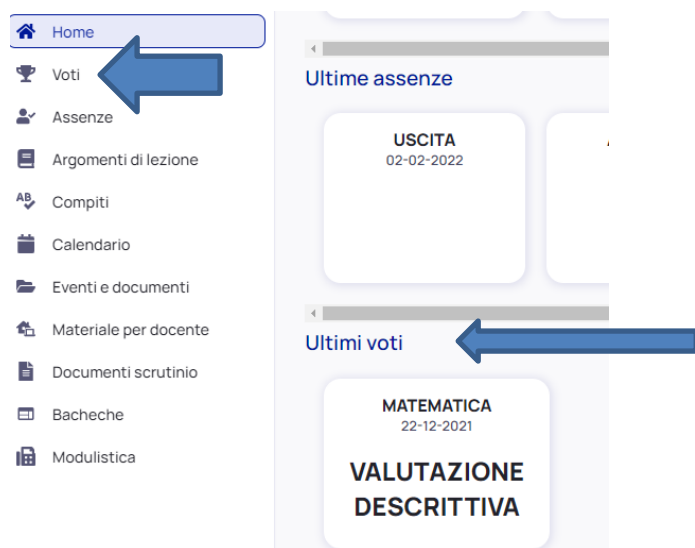 Home
Voti
Assenze
Argomenti di lezione
Compiti
Calendario
Eventi e documenti
Materiale per docente
Documenti scrutinio
Bacheche
Modulistica
Ultime assenze
USCITA
02-02-2022
Ultimi voti
MATEMATICA
22-12-2021
VALUTAZIONE
DESCRITTIVA